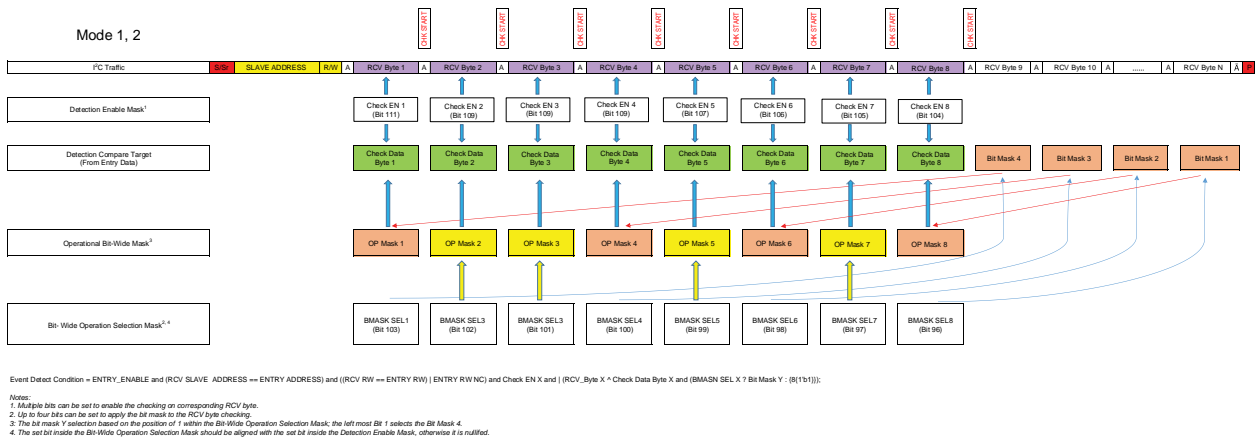 Mode 1, 2
CHK START CHK START CHK START CHK START CHK START CHK START CHK START CHK START
I²C Traffic S/Sr SLAVE ADDRESS R/W A RCV Byte 1 A RCV Byte 2 A RCV Byte 3 A RCV Byte 4 A RCV Byte 5 A RCV Byte 6 A RCV Byte 7 A RCV Byte 8 A RCV Byte 9 A RCV Byte 10 A ...... A RCV Byte N Ā P
Detection Enable Mask¹
Check EN 1 Check EN 2 Check EN 3 Check EN 4 Check EN 5 Check EN 6 Check EN 7 Check EN 8
(Bit 111) (Bit 109) (Bit 109) (Bit 109) (Bit 107) (Bit 106) (Bit 105) (Bit 104)
Detection Compare Target
(From Entry Data)
Check Data Check Data Check Data Check Data Check Data Check Data Check Data Check Data
Byte 1 Byte 2 Byte 3 Byte 4 Byte 5 Byte 6 Byte 7 Byte 8
Bit Mask 4 Bit Mask 3 Bit Mask 2 Bit Mask 1
Operational Bit-Wide Mask³ OP Mask 1 OP Mask 2 OP Mask 3 OP Mask 4 OP Mask 5 OP Mask 6 OP Mask 7 OP Mask 8
Bit- Wide Operation Selection Mask²,⁴
BMASK SEL1 BMASK SEL3 BMASK SEL3 BMASK SEL4 BMASK SEL5 BMASK SEL6 BMASK SEL7 BMASK SEL8
(Bit 103) (Bit 102) (Bit 101) (Bit 100) (Bit 99) (Bit 98) (Bit 97) (Bit 96)
Event Detect Condition = ENTRY_ENABLE and (RCV SLAVE ADDRESS == ENTRY ADDRESS) and ((RCV RW == ENTRY RW) | ENTRY RW NC) and Check EN X and | (RCV_Byte X ^ Check Data Byte X and (BMASN SEL X ? Bit Mask Y : (8{1'b1}));
Notes:
1. Multiple bits can be set to enable the checking on corresponding RCV byte.
2. Up to four bits can be set to apply the bit mask to the RCV byte checking.
3: The bit mask Y selection based on the position of 1 within the Bit-Wide Operation Selection Mask; the left most Bit 1 selects the Bit Mask 4.
4. The set bit inside the Bit-Wide Operation Selection Mask should be aligned with the set bit inside the Detection Enable Mask, otherwise it is nullifed.